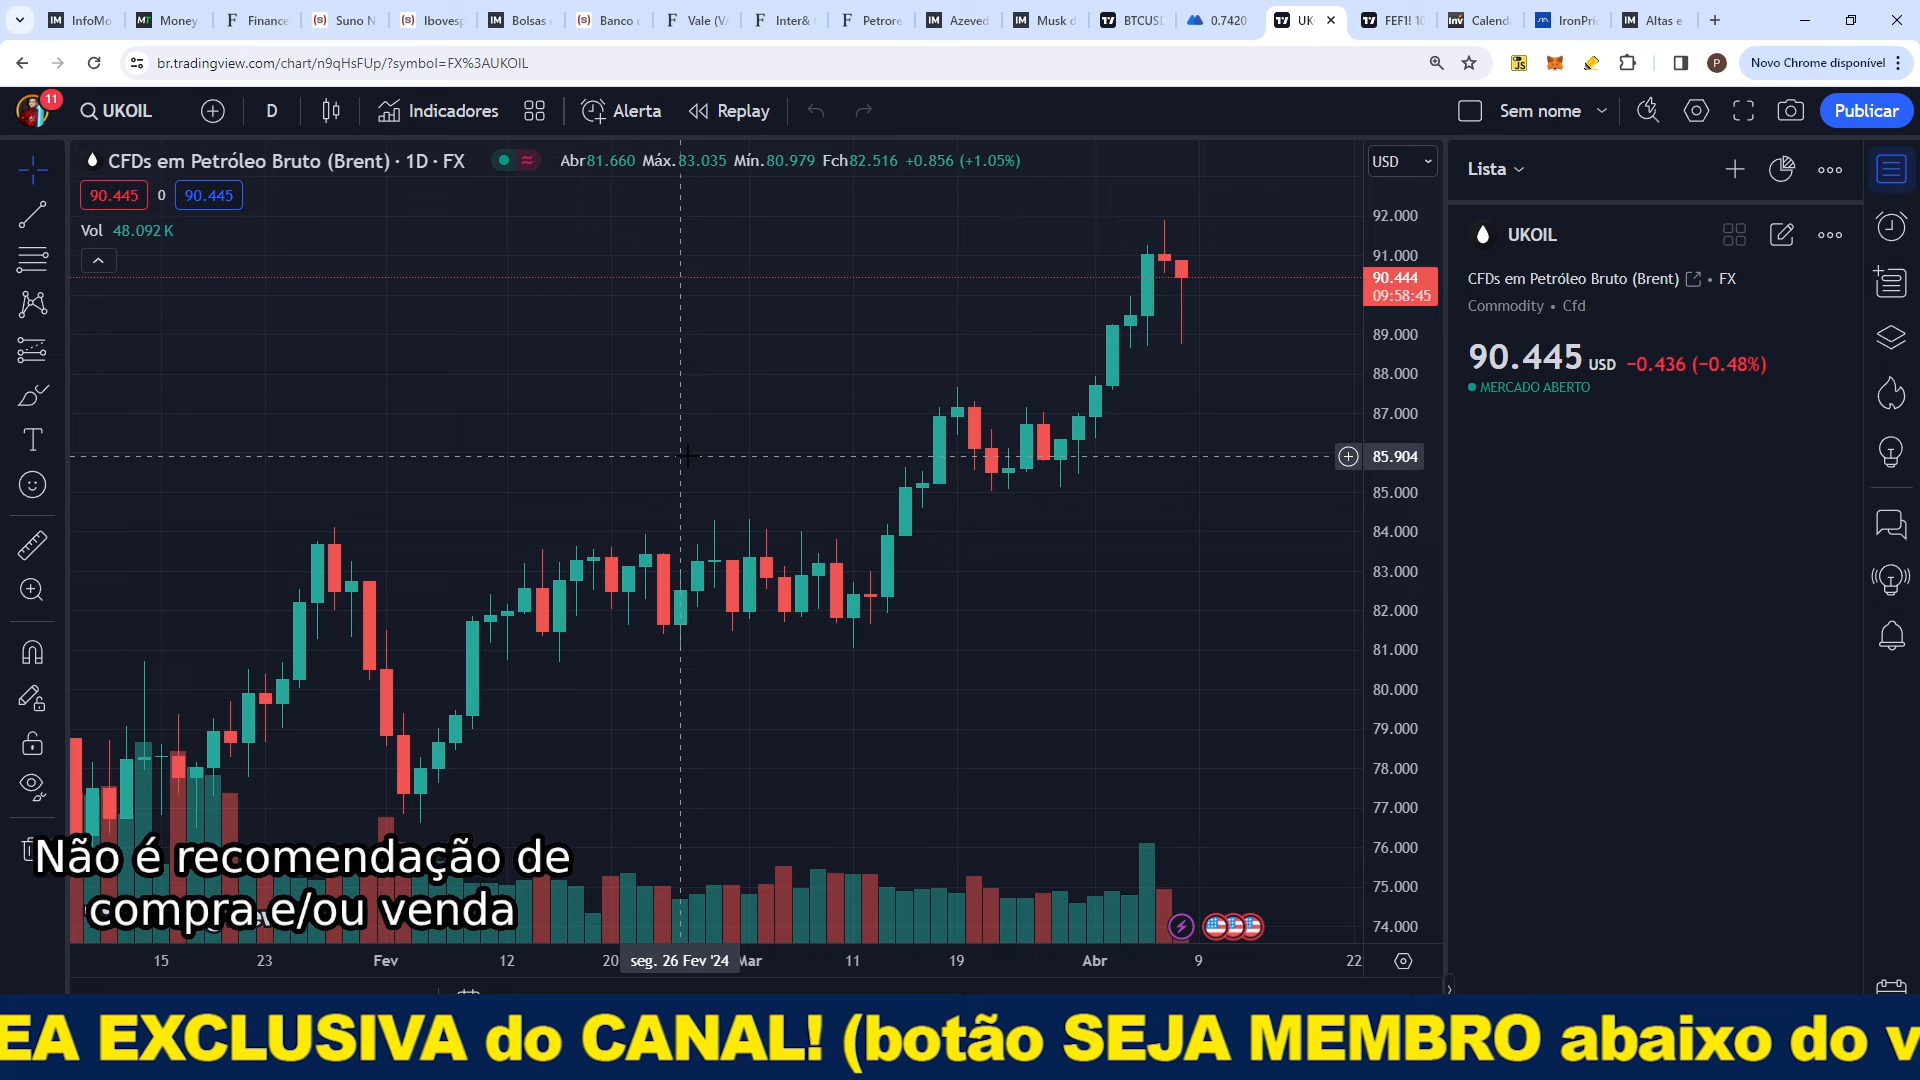 InfoMo
Money
Finance
Suno N
Ibovesp
Bolsas
Banco
Vale (V
Inter&
Petrore
Azeved
Musk d
BTCUS
0.7420
UK
FEF1! 10
Calend
IronPri
Altas e
br.tradingview.com/chart/n9qHsFUp/?symbol=FX%3AUKOIL
Novo Chrome disponível
11
UKOIL
D
Indicadores
Alerta
Replay
Sem nome
Publicar
CFDs em Petróleo Bruto (Brent) · 1D · FX
Abr81.660 Máx.83.035 Mín.80.979 Fch82.516 +0.856 (+1.05%)
90.445 0 90.445
Vol 48.092 K
USD
92.000
91.000
90.444
09:58:45
89.000
88.000
87.000
85.904
85.000
84.000
83.000
82.000
81.000
80.000
79.000
78.000
77.000
76.000
75.000
74.000
15 23 Fev 12 20 seg. 26 Fev '24 Mar 11 19 Abr 9 22
Lista
UKOIL
CFDs em Petróleo Bruto (Brent) • FX
Commodity • Cfd
90.445 USD −0.436 (−0.48%)
MERCADO ABERTO
Não é recomendação de
compra e/ou venda
EA EXCLUSIVA do CANAL! (botão SEJA MEMBRO abaixo do v